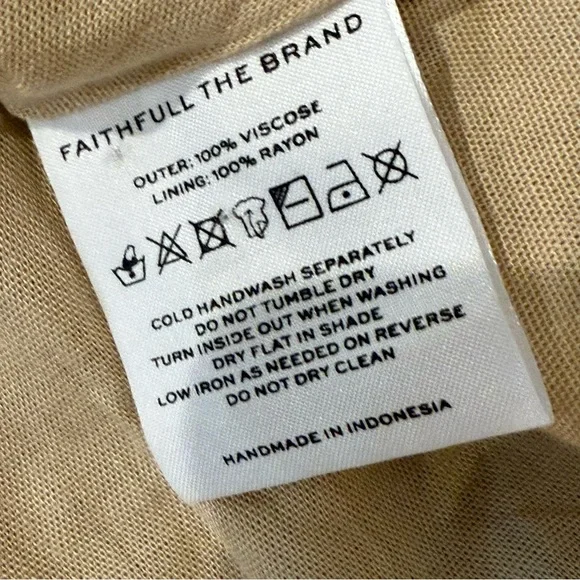 FAITHFULL THE BRAND
OUTER: 100% VISCOSE
LINING: 100% RAYON
COLD HANDWASH SEPARATELY
DO NOT TUMBLE DRY
TURN INSIDE OUT WHEN WASHING
DRY FLAT IN SHADE
LOW IRON AS NEEDED ON REVERSE
DO NOT DRY CLEAN
HANDMADE IN INDONESIA